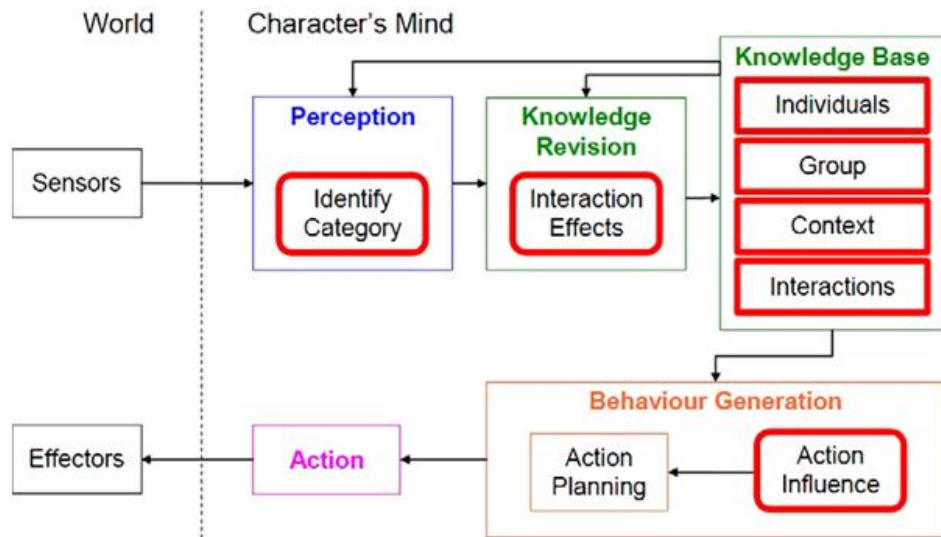 World
Character's Mind
Knowledge Base
Individuals
Group
Context
Interactions
Perception
Identify
Category
Knowledge
Revision
Interaction
Effects
Sensors
Behaviour Generation
Action
Planning
Action
Influence
Action
Effectors